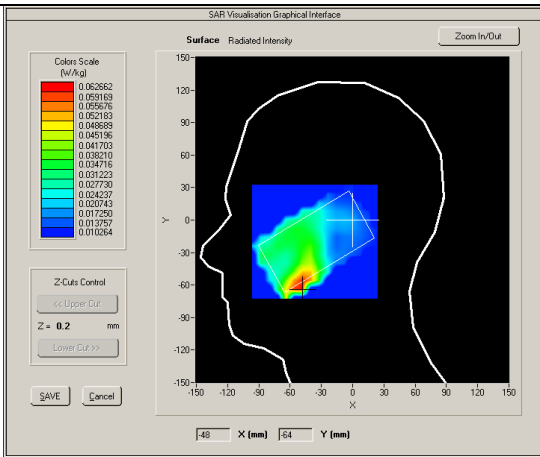 SAR Visualisation Graphical Interface
Surface Radiated Intensity
Zoom In/Out
Colors Scale
(W/kg)
0.062662
0.059169
0.055676
0.052183
0.048689
0.045196
0.041703
0.038210
0.034716
0.031223
0.027730
0.024237
0.020743
0.017250
0.013757
0.010264
150
120
90
60
30
0
-30
-60
-90
-120
-150
Y
-150 -120 -90 -60 -30 0 30 60 90 120 150
X
Z-Cuts Control
<< Upper Cut
Z = 0.2 mm
Lower Cut >>
SAVE Cancel
-48 X (mm) -64 Y (mm)